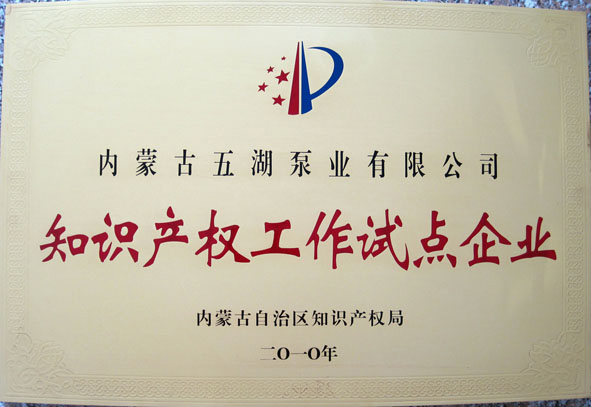 内蒙古五湖泵业有限公司
知识产权工作试点企业
内蒙古自治区知识产权局
二〇一〇年